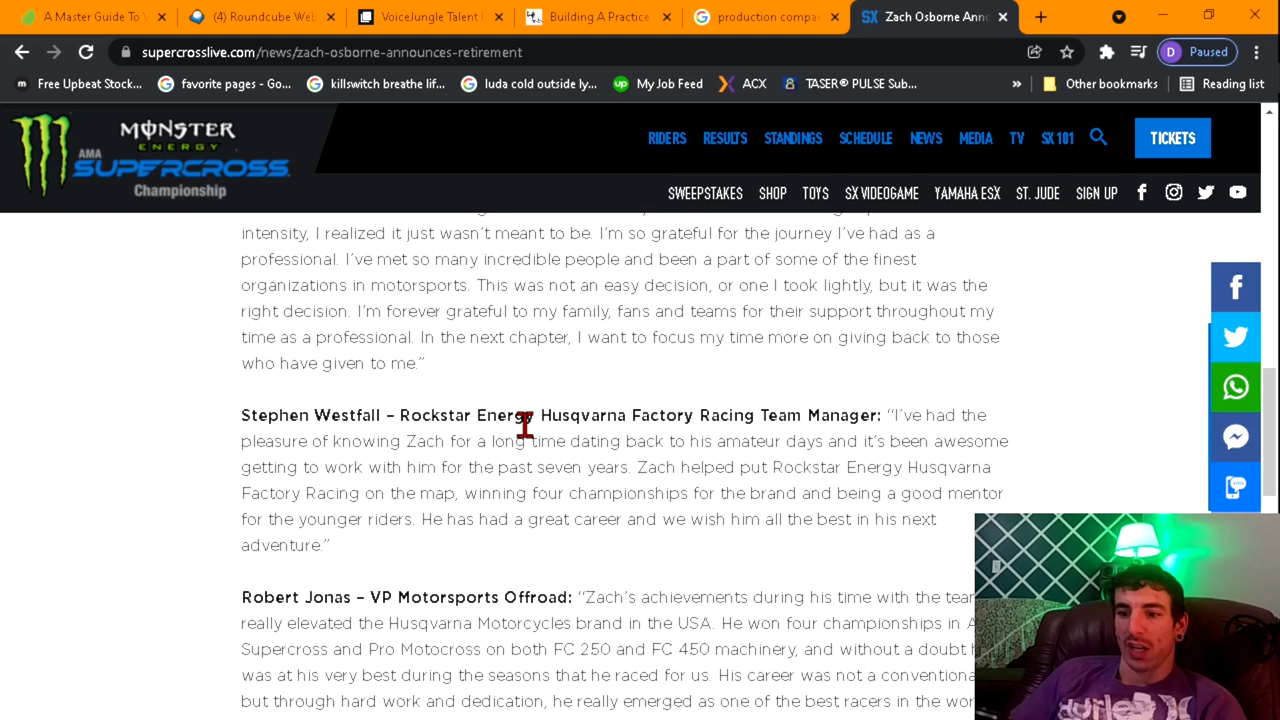 A Master Guide To V
(4) Roundcube Web
VoiceJungle Talent
Building A Practice
production compan
SX Zach Osborne Ann
supercrosslive.com/news/zach-osborne-announces-retirement
D Paused
m Free Upbeat Stock...
favorite pages - Go...
killswitch breathe lif...
luda cold outside ly...
up My Job Feed
ACX
TASER® PULSE Sub...
»
Other bookmarks
Reading list
MONSTER
ENERGY
AMA
SUPERCROSS
Championship
RIDERS RESULTS STANDINGS SCHEDULE NEWS MEDIA TV SX 101
TICKETS
SWEEPSTAKES SHOP TOYS SX VIDEOGAME YAMAHA ESX ST. JUDE SIGN UP
intensity, I realized it just wasn't meant to be. I'm so grateful for the journey I've had as a
professional. I've met so many incredible people and been a part of some of the finest
organizations in motorsports. This was not an easy decision, or one I took lightly, but it was the
right decision. I'm forever grateful to my family, fans and teams for their support throughout my
time as a professional. In the next chapter, I want to focus my time more on giving back to those
who have given to me.”
Stephen Westfall – Rockstar Energy Husqvarna Factory Racing Team Manager: “I've had the
pleasure of knowing Zach for a long time dating back to his amateur days and it's been awesome
getting to work with him for the past seven years. Zach helped put Rockstar Energy Husqvarna
Factory Racing on the map, winning four championships for the brand and being a good mentor
for the younger riders. He has had a great career and we wish him all the best in his next
adventure.”
Robert Jonas – VP Motorsports Offroad: “Zach's achievements during his time with the tea
really elevated the Husqvarna Motorcycles brand in the USA. He won four championships in A
Supercross and Pro Motocross on both FC 250 and FC 450 machinery, and without a doubt h
was at his very best during the seasons that he raced for us. His career was not a conventiona
but through hard work and dedication, he really emerged as one of the best racers in the wor
Hurley